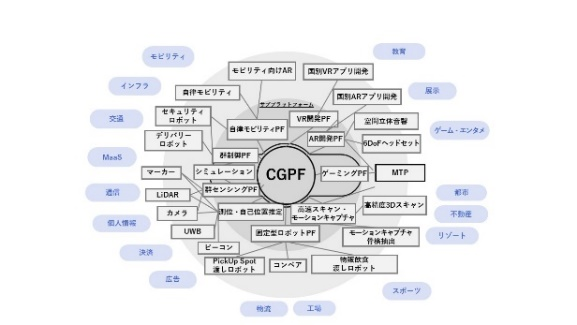 教育
モビリティ
モビリティ向けAR
国別VRアプリ開発
インフラ
自律モビリティ
国別ARアプリ開発
展示
サブプラットフォーム
セキュリティ
ロボット
VR開発PF
空間立体音響
交通
自律モビリティPF
ゲーム・エンタメ
デリバリー
ロボット
AR開発PF
6DoFヘッドセット
MaaS
群制御PF
マーカー
シミュレーション
CGPF
ゲーミングPF
MTP
通信
LiDAR
群センシングPF
都市
カメラ
測位・自己位置推定
高速スキャン・
モーションキャプチャ
高精度3Dスキャン
不動産
個人情報
UWB
固定型ロボットPF
モーションキャプチャ
骨格抽出
リゾート
決済
ビーコン
PickUp Spot
渡しロボット
コンベア
物販飲食
渡しロボット
広告
スポーツ
物流
工場